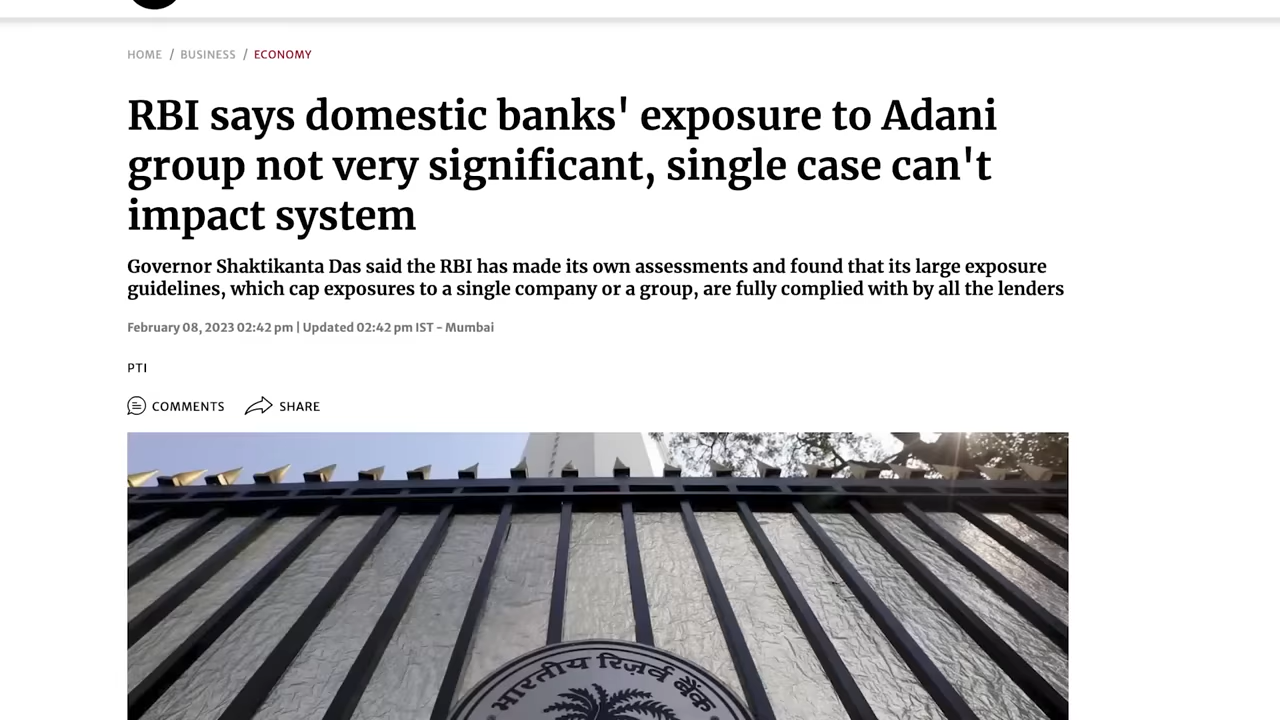 HOME / BUSINESS / ECONOMY
RBI says domestic banks' exposure to Adani
group not very significant, single case can't
impact system
Governor Shaktikanta Das said the RBI has made its own assessments and found that its large exposure
guidelines, which cap exposures to a single company or a group, are fully complied with by all the lenders
February 08, 2023 02:42 pm | Updated 02:42 pm IST - Mumbai
PTI
COMMENTS SHARE
भारतीय रिज़र्व बैंक